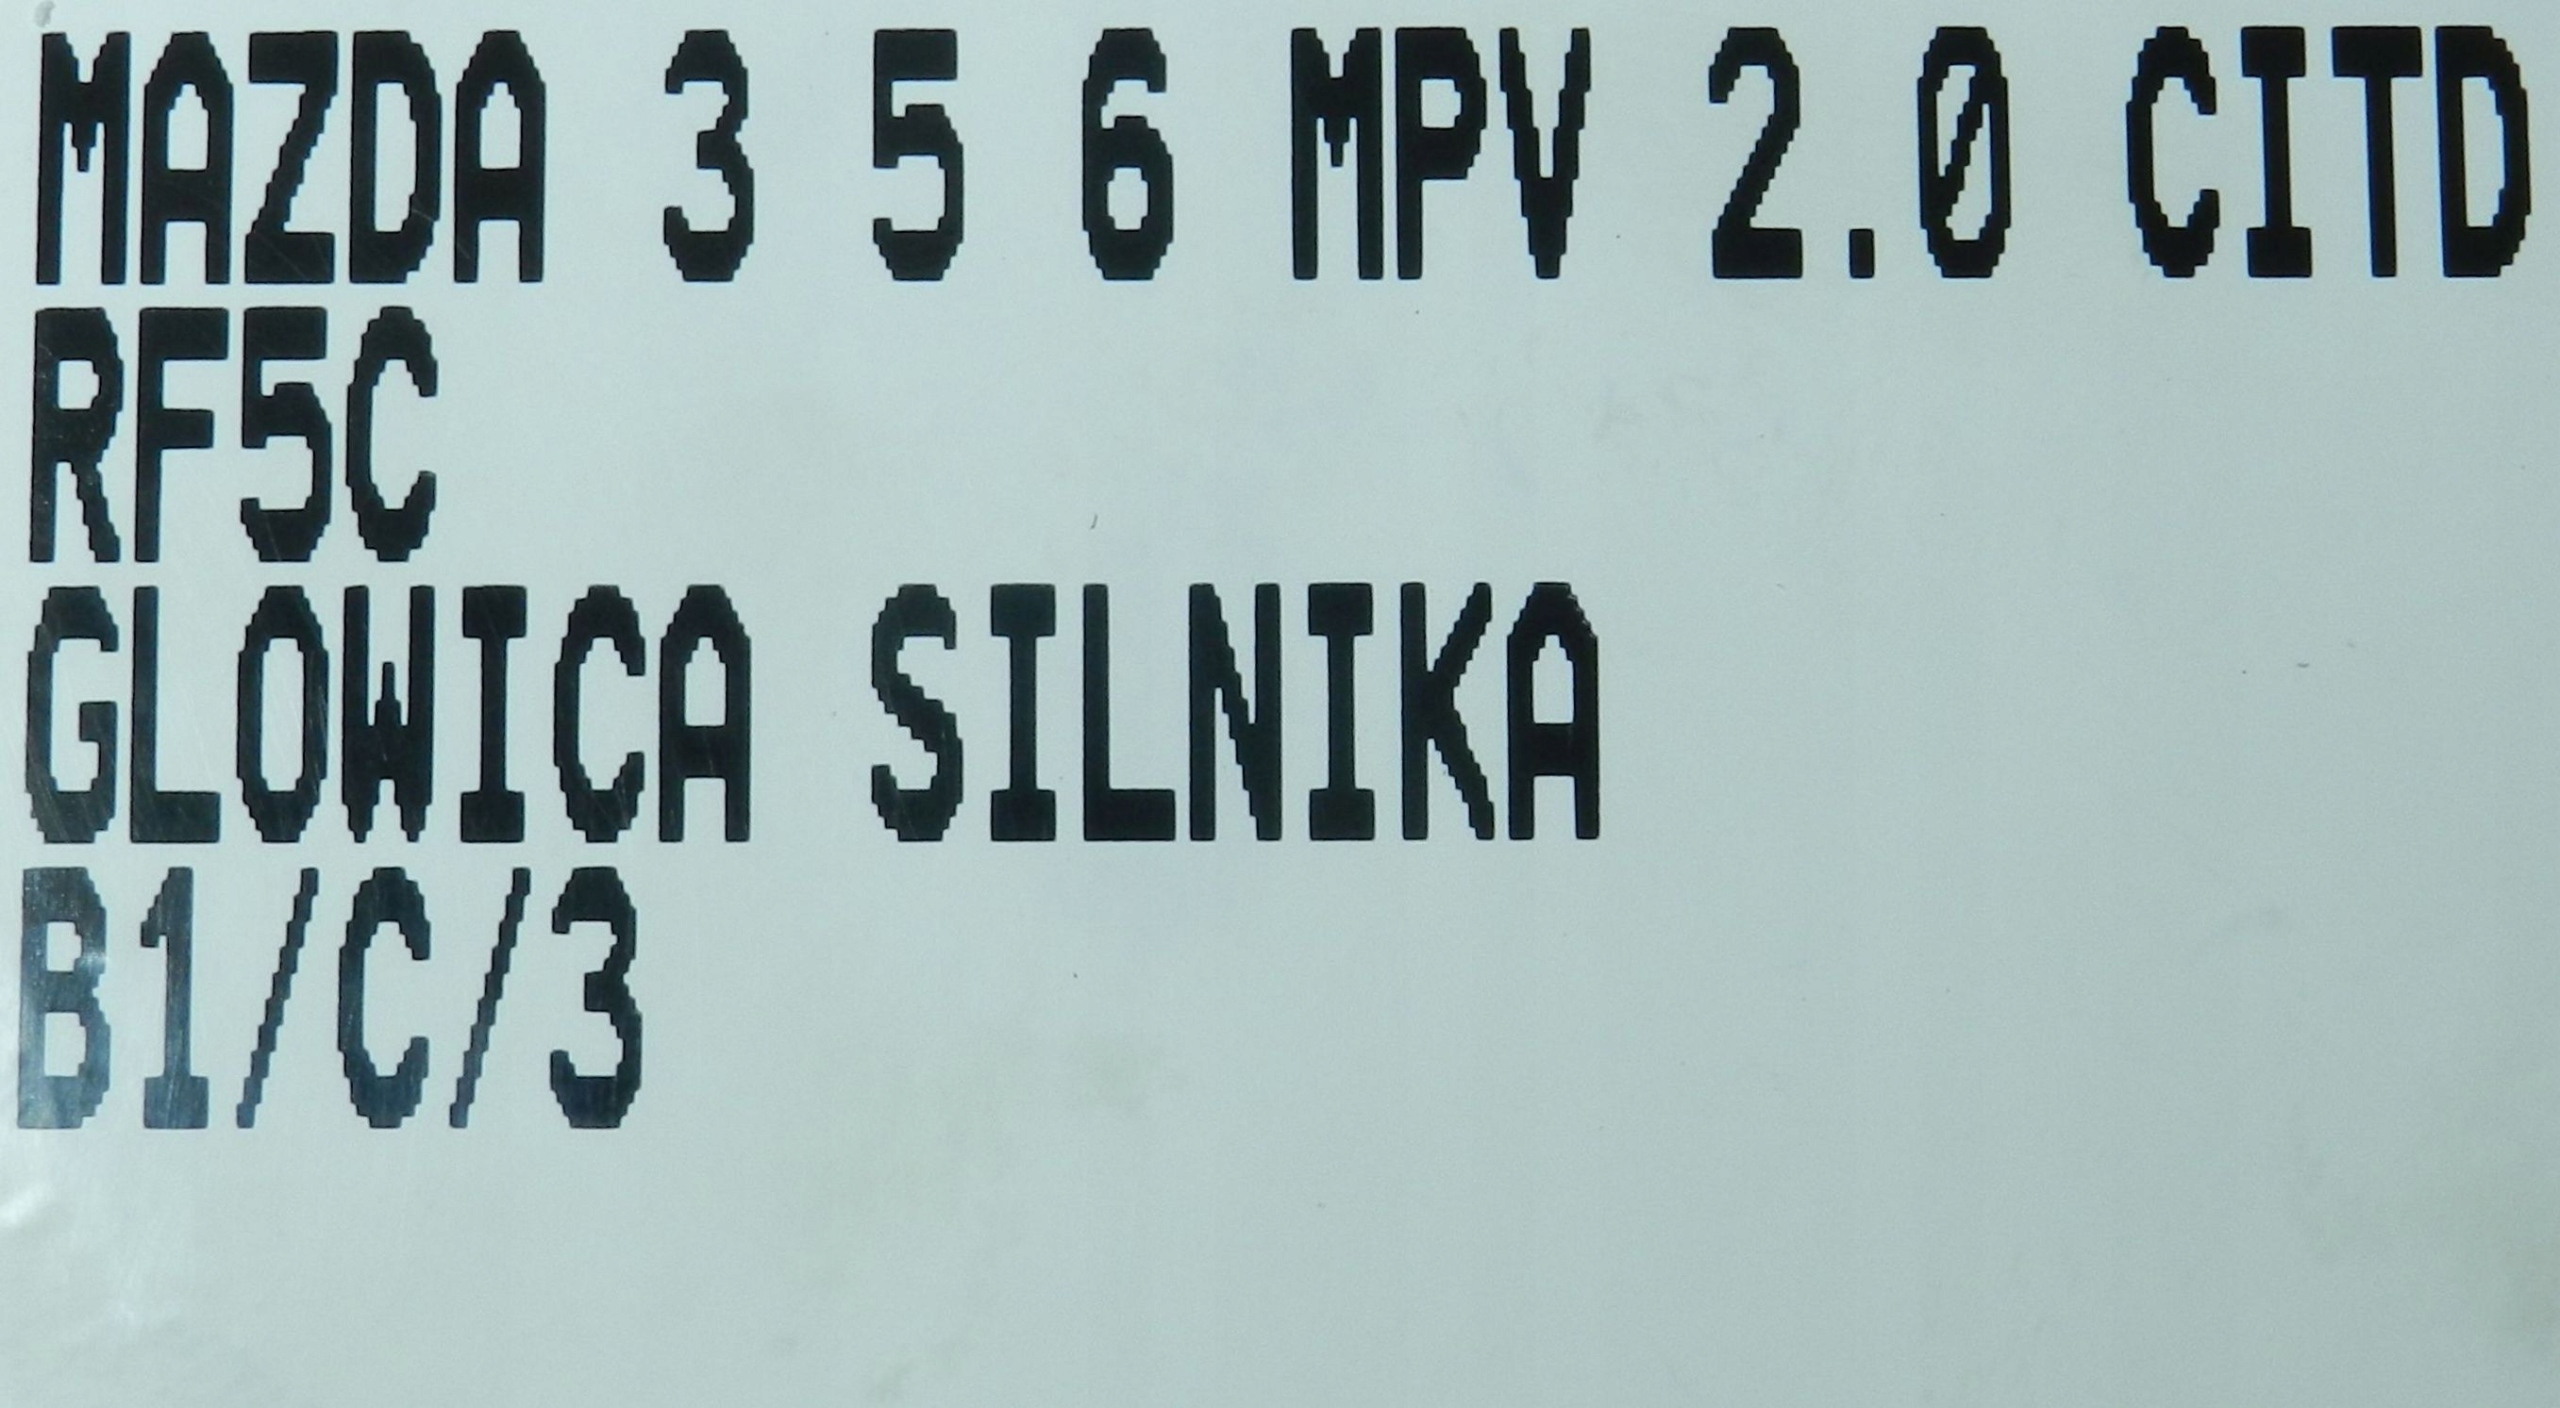 MAZDA 3 5 6 MPV 2.0 CITD
RF5C
GLOWICA SILNIKA
B1/C/3